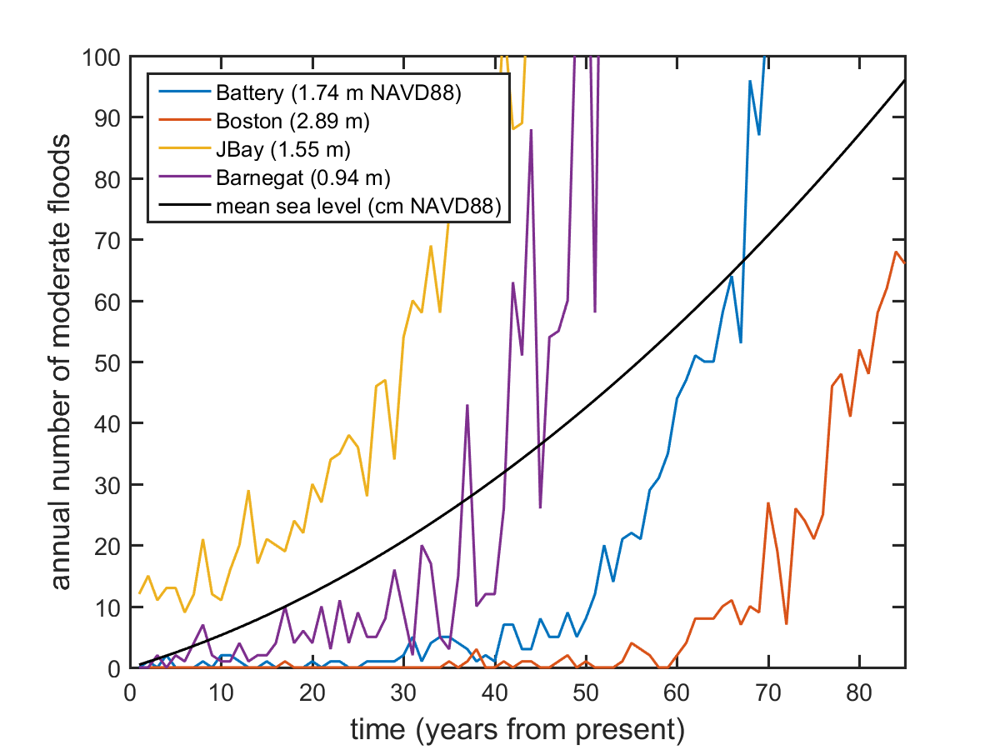 100
90
80
70
60
50
40
30
20
10
0
annual number of moderate floods
Battery (1.74 m NAVD88)
Boston (2.89 m)
JBay (1.55 m)
Barnegat (0.94 m)
mean sea level (cm NAVD88)
0 10 20 30 40 50 60 70 80
time (years from present)